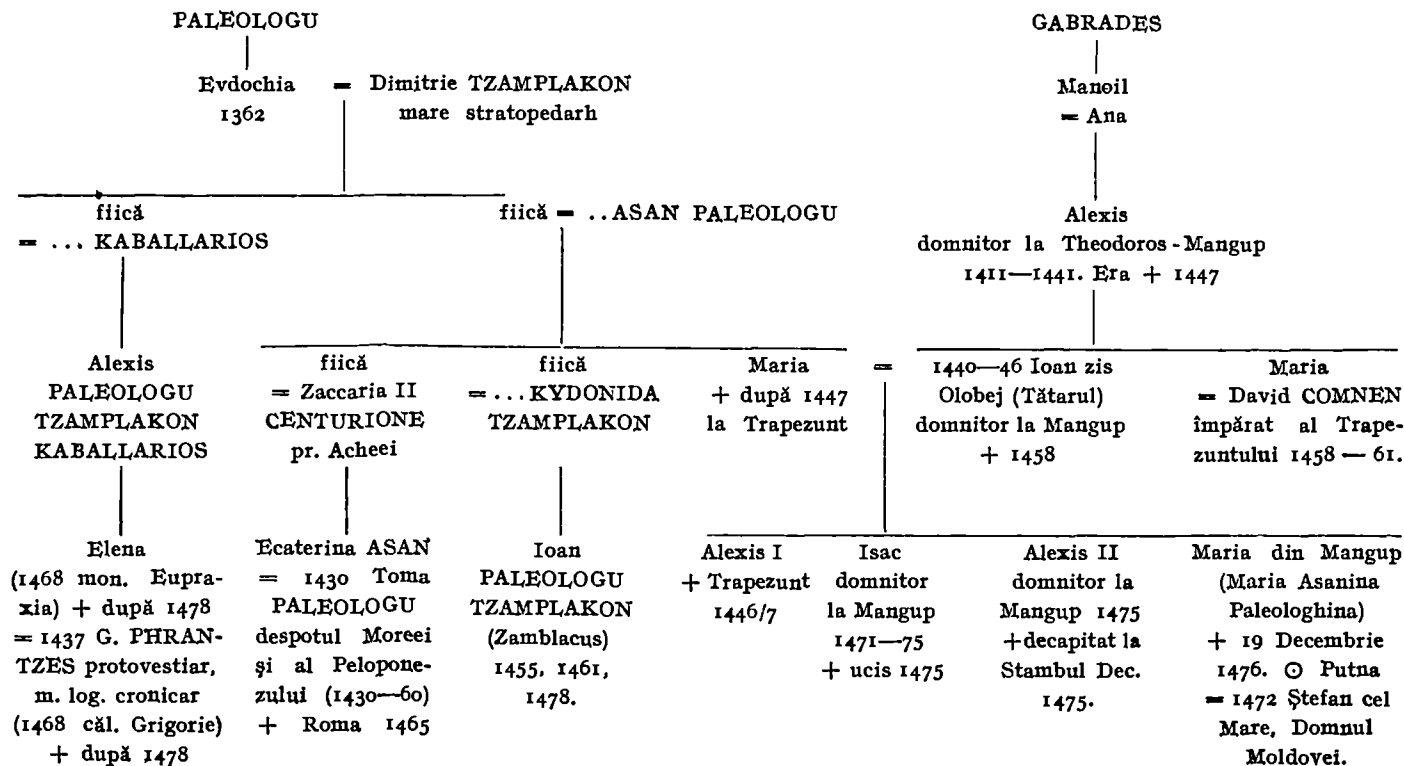 PALEOLOGU
GABRADES
Evdochia = Dimitrie TZAMPLAKON
1362 mare stratopedarh
Manoil
= Ana
fiică
= ... KABALLARIOS
fiică = ..ASAN PALEOLOGU
Alexis
domnitor la Theodoros-Mangup
1411—1441. Era + 1447
Alexis
PALEOLOGU
TZAMPLAKON
KABALLARIOS
fiică
= Zaccaria II
CENTURIONE
pr. Acheei
fiică
= ... KYDONIDA
TZAMPLAKON
Maria
+ după 1447
la Trapezunt
=
1440—46 Ioan zis
Olobej (Tătarul)
domnitor la Mangup
+ 1458
Maria
= David COMNEN
împărat al Trape-
zuntului 1458 — 61.
Elena
(1468 mon. Eupra-
xia) + după 1478
= 1437 G. PHRAN-
TZES protovestiar,
m. log. cronicar
(1468 căl. Grigorie)
+ după 1478
Ecaterina ASAN
= 1430 Toma
PALEOLOGU
despotul Moreei
și al Pelopone-
zului (1430—60)
+ Roma 1465
Ioan
PALEOLOGU
TZAMPLAKON
(Zamblacus)
1455, 1461,
1478.
Alexis I
+ Trapezunt
1446/7
Isac
domnitor
la Mangup
1471—75
+ ucis 1475
Alexis II
domnitor la
Mangup 1475
+decapitat la
Stambul Dec.
1475.
Maria din Mangup
(Maria Asanina
Paleologhina)
+ 19 Decembrie
1476. ⊙ Putna
= 1472 Ștefan cel
Mare, Domnul
Moldovei.